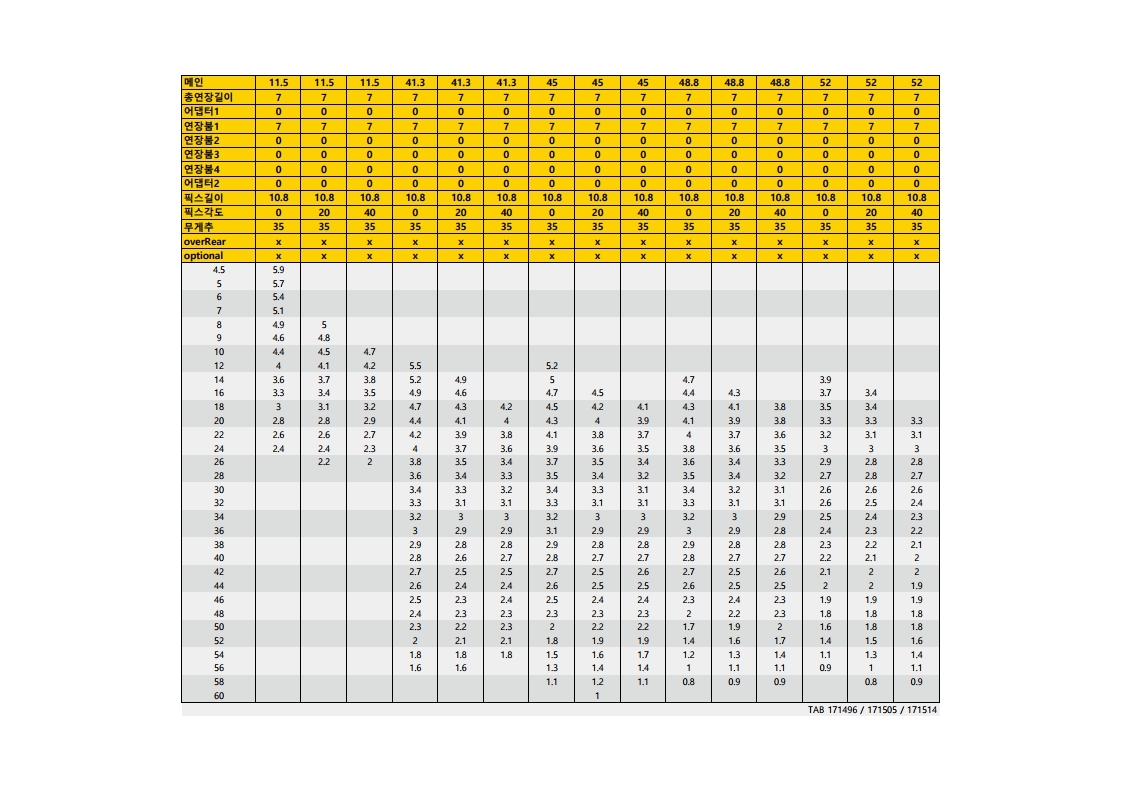 메인 11.5 11.5 11.5 41.3 41.3 41.3 45 45 45 48.8 48.8 48.8 52 52 52
총연장길이 7 7 7 7 7 7 7 7 7 7 7 7 7 7 7
어댑터1 0 0 0 0 0 0 0 0 0 0 0 0 0 0 0
연장붐1 7 7 7 7 7 7 7 7 7 7 7 7 7 7 7
연장붐2 0 0 0 0 0 0 0 0 0 0 0 0 0 0 0
연장붐3 0 0 0 0 0 0 0 0 0 0 0 0 0 0 0
연장붐4 0 0 0 0 0 0 0 0 0 0 0 0 0 0 0
어댑터2 0 0 0 0 0 0 0 0 0 0 0 0 0 0 0
픽스길이 10.8 10.8 10.8 10.8 10.8 10.8 10.8 10.8 10.8 10.8 10.8 10.8 10.8 10.8 10.8
픽스각도 0 20 40 0 20 40 0 20 40 0 20 40 0 20 40
무게추 35 35 35 35 35 35 35 35 35 35 35 35 35 35 35
overRear x x x x x x x x x x x x x x x
optional x x x x x x x x x x x x x x x
4.5 5.9
5 5.7
6 5.4
7 5.1
8 4.9 5
9 4.6 4.8
10 4.4 4.5 4.7
12 4 4.1 4.2 5.5 5.2
14 3.6 3.7 3.8 5.2 4.9 5 4.7 3.9
16 3.3 3.4 3.5 4.9 4.6 4.7 4.5 4.4 4.3 3.7 3.4
18 3 3.1 3.2 4.7 4.3 4.2 4.5 4.2 4.1 4.3 4.1 3.8 3.5 3.4
20 2.8 2.8 2.9 4.4 4.1 4 4.3 4 3.9 4.1 3.9 3.8 3.3 3.3 3.3
22 2.6 2.6 2.7 4.2 3.9 3.8 4.1 3.8 3.7 4 3.7 3.6 3.2 3.1 3.1
24 2.4 2.4 2.3 4 3.7 3.6 3.9 3.6 3.5 3.8 3.6 3.5 3 3 3
26 2.2 2 3.8 3.5 3.4 3.7 3.5 3.4 3.6 3.4 3.3 2.9 2.8 2.8
28 3.6 3.4 3.3 3.5 3.4 3.2 3.5 3.4 3.2 2.7 2.8 2.7
30 3.4 3.3 3.2 3.4 3.3 3.1 3.4 3.2 3.1 2.6 2.6 2.6
32 3.3 3.1 3.1 3.3 3.1 3.1 3.3 3.1 3.1 2.6 2.5 2.4
34 3.2 3 3 3.2 3 3 3.2 3 2.9 2.5 2.4 2.3
36 3 2.9 2.9 3.1 2.9 2.9 3 2.9 2.8 2.4 2.3 2.2
38 2.9 2.8 2.8 2.9 2.8 2.8 2.9 2.8 2.8 2.3 2.2 2.1
40 2.8 2.6 2.7 2.8 2.7 2.7 2.8 2.7 2.7 2.2 2.1 2
42 2.7 2.5 2.5 2.7 2.5 2.6 2.7 2.5 2.6 2.1 2 2
44 2.6 2.4 2.4 2.6 2.5 2.5 2.6 2.5 2.5 2 2 1.9
46 2.5 2.3 2.4 2.5 2.4 2.4 2.3 2.4 2.3 1.9 1.9 1.9
48 2.4 2.3 2.3 2.3 2.3 2.3 2 2.2 2.3 1.8 1.8 1.8
50 2.3 2.2 2.3 2 2.2 2.2 1.7 1.9 2 1.6 1.8 1.8
52 2 2.1 2.1 1.8 1.9 1.9 1.4 1.6 1.7 1.4 1.5 1.6
54 1.8 1.8 1.8 1.5 1.6 1.7 1.2 1.3 1.4 1.1 1.3 1.4
56 1.6 1.6 1.3 1.4 1.4 1 1.1 1.1 0.9 1 1.1
58 1.1 1.2 1.1 0.8 0.9 0.9 0.8 0.9
60 1
TAB 171496 / 171505 / 171514